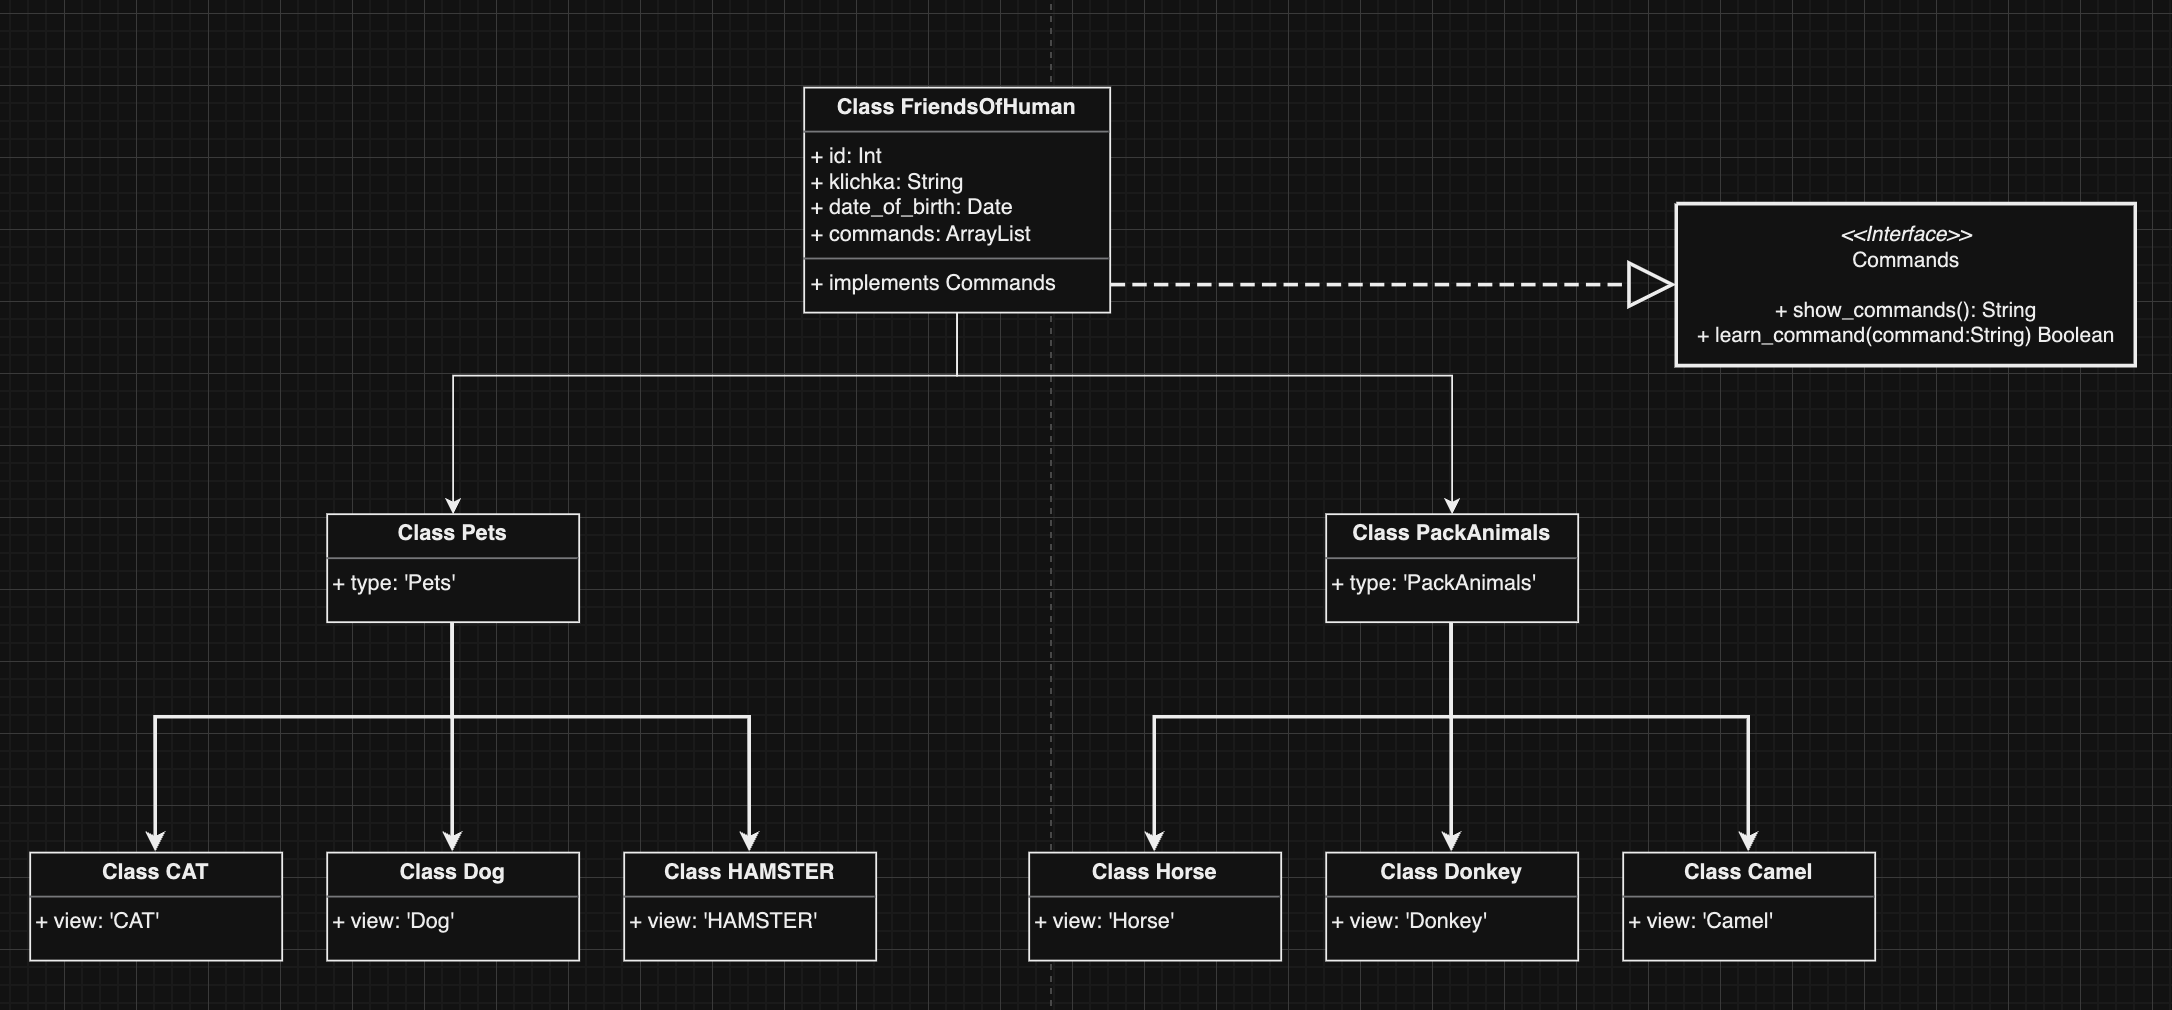 Class FriendsOfHuman
+ id: Int
+ klichka: String
+ date_of_birth: Date
+ commands: ArrayList
+ implements Commands
<<Interface>>
Commands
+ show_commands(): String
+ learn_command(command:String) Boolean
Class Pets
+ type: 'Pets'
Class PackAnimals
+ type: 'PackAnimals'
Class CAT
+ view: 'CAT'
Class Dog
+ view: 'Dog'
Class HAMSTER
+ view: 'HAMSTER'
Class Horse
+ view: 'Horse'
Class Donkey
+ view: 'Donkey'
Class Camel
+ view: 'Camel'